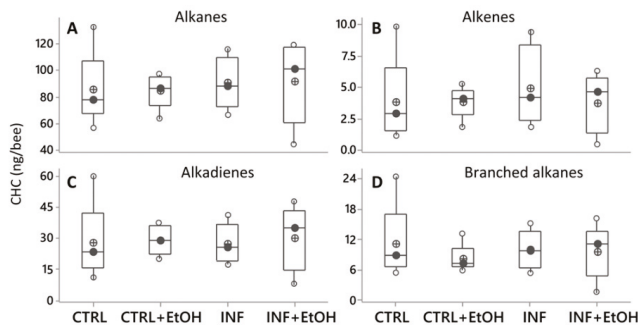 Alkanes
Alkenes
A
B
120
100
80
60
40
10.0
7.5
5.0
2.5
0.0
CHC (ng/bee)
Alkadienes
Branched alkanes
C
D
60
45
30
15
0
24
18
12
6
0
CTRL CTRL+EtOH INF INF+EtOH
CTRL CTRL+EtOH INF INF+EtOH